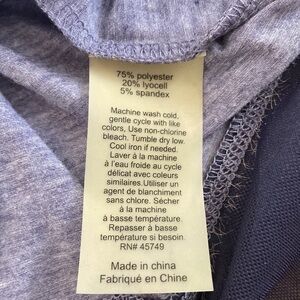 75% polyester
20% lyocell
5% spandex
Machine wash cold,
gentle cycle with like
colors, Use non-chlorine
bleach. Tumble dry low.
Cool iron if needed.
Laver à la machine
à l'eau froide au cycle
délicat avec couleurs
similaires.Utiliser un
agent de blanchiment
sans chlore. Sécher
à la machine
à basse température.
Repasser à basse
température si besoin.
RN# 45749
Made in china
Fabriqué en Chine